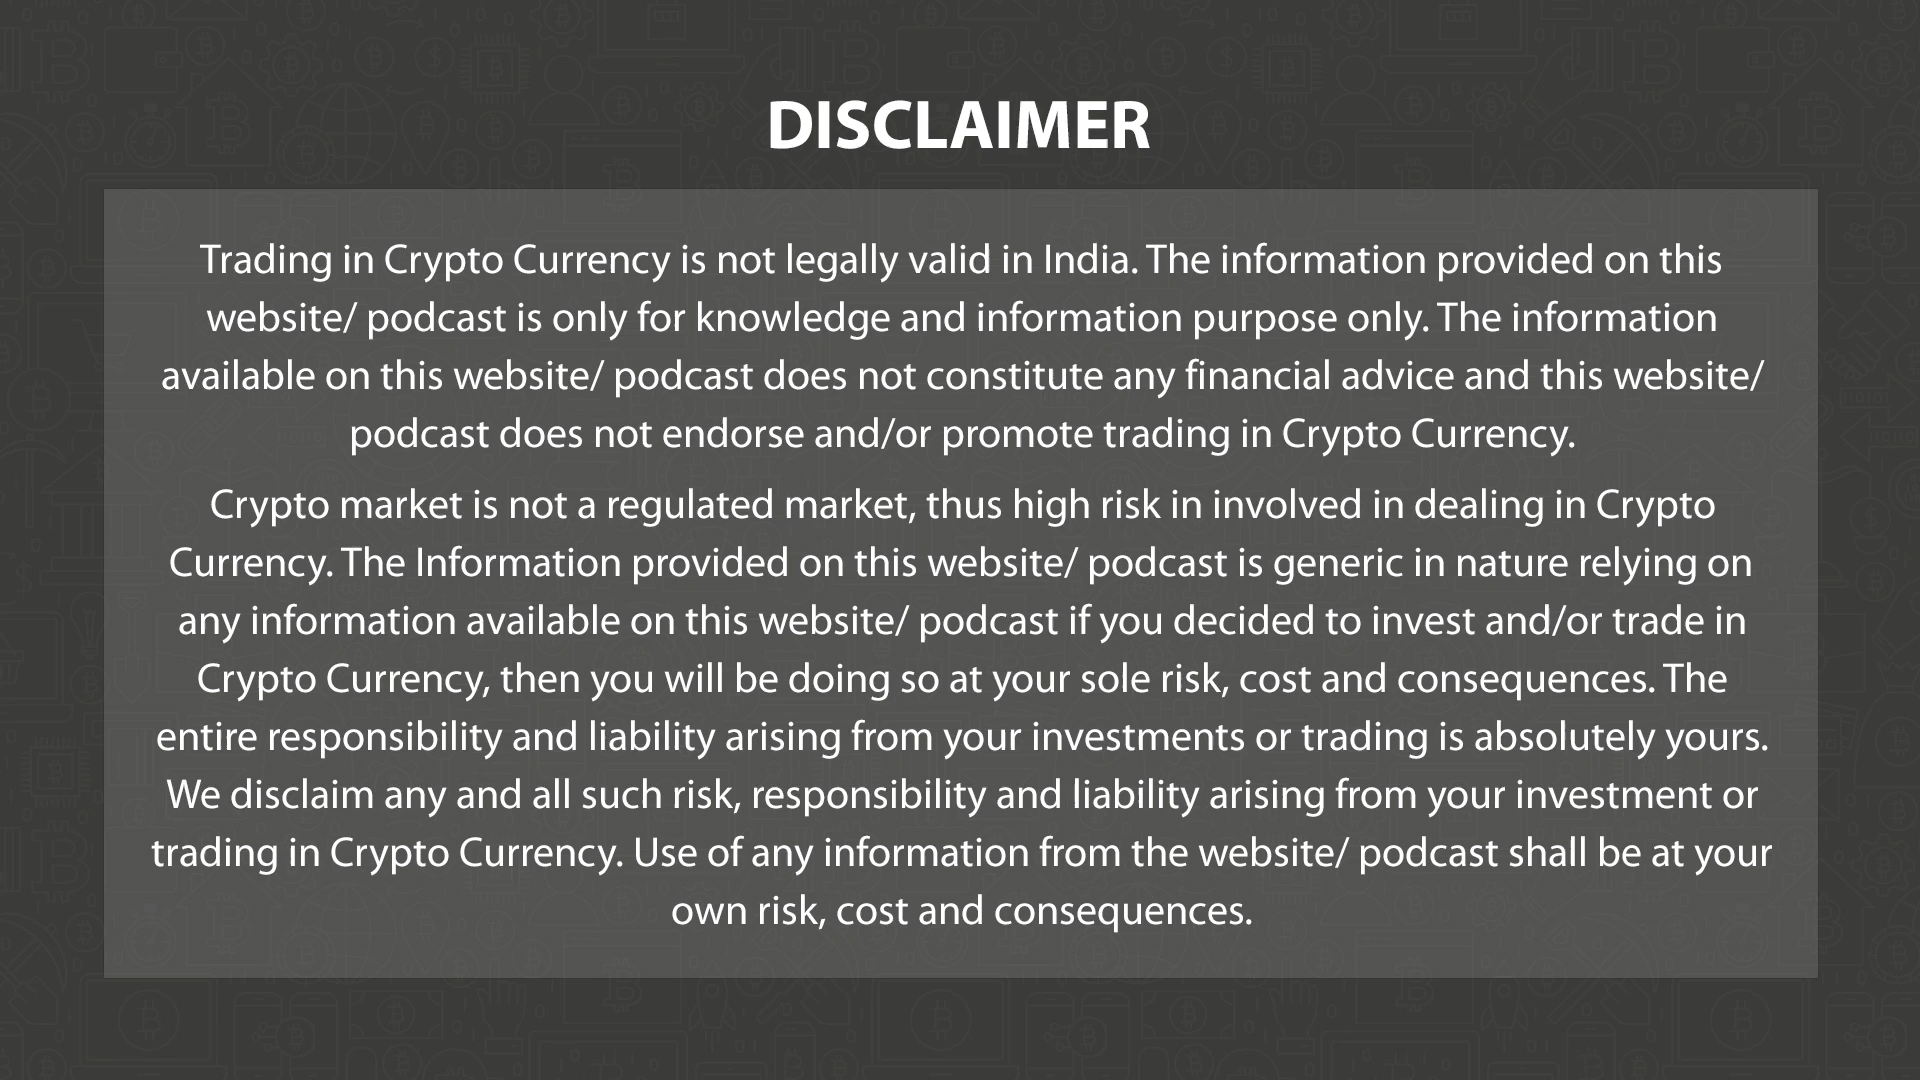 DISCLAIMER
Trading in Crypto Currency is not legally valid in India. The information provided on this
website/ podcast is only for knowledge and information purpose only. The information
available on this website/ podcast does not constitute any financial advice and this website/
podcast does not endorse and/or promote trading in Crypto Currency.
Crypto market is not a regulated market, thus high risk in involved in dealing in Crypto
Currency. The Information provided on this website/ podcast is generic in nature relying on
any information available on this website/ podcast if you decided to invest and/or trade in
Crypto Currency, then you will be doing so at your sole risk, cost and consequences. The
entire responsibility and liability arising from your investments or trading is absolutely yours.
We disclaim any and all such risk, responsibility and liability arising from your investment or
trading in Crypto Currency. Use of any information from the website/ podcast shall be at your
own risk, cost and consequences.